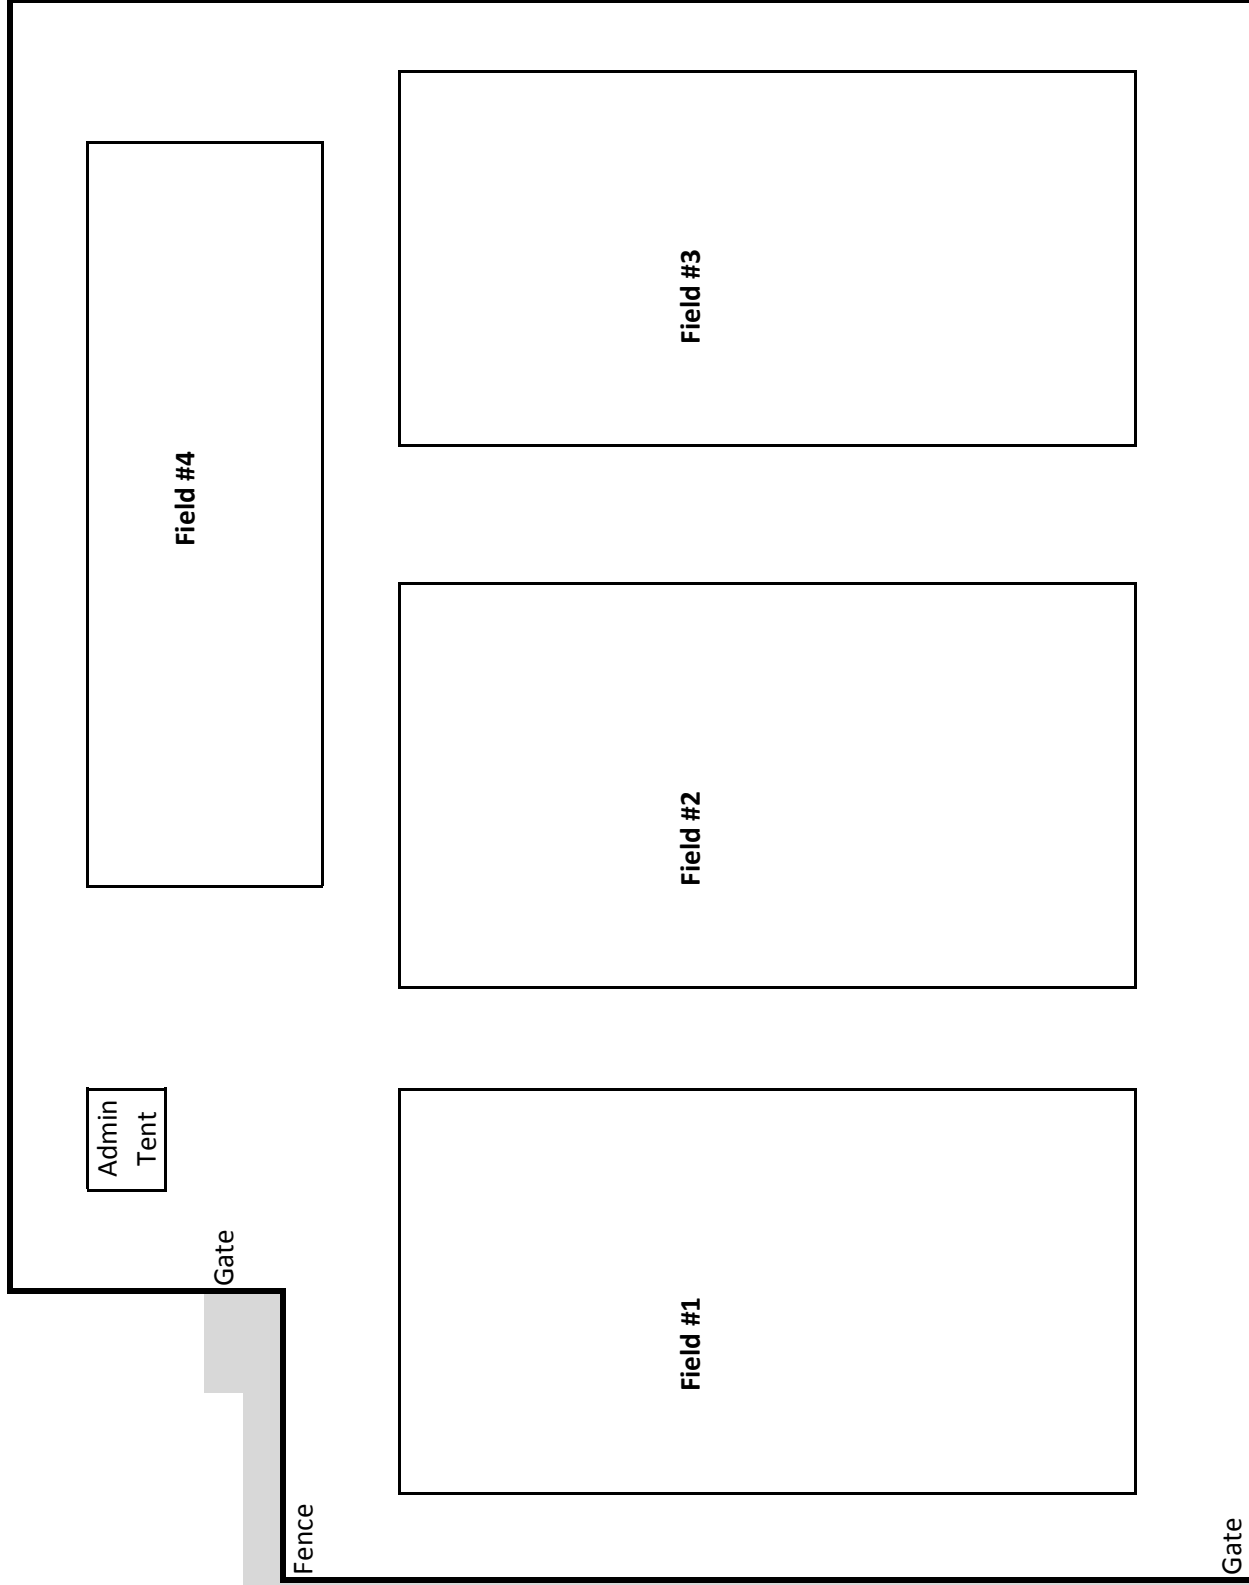 Admin
Tent
Gate
Fence
Field #4
Field #1
Field #2
Field #3
Gate